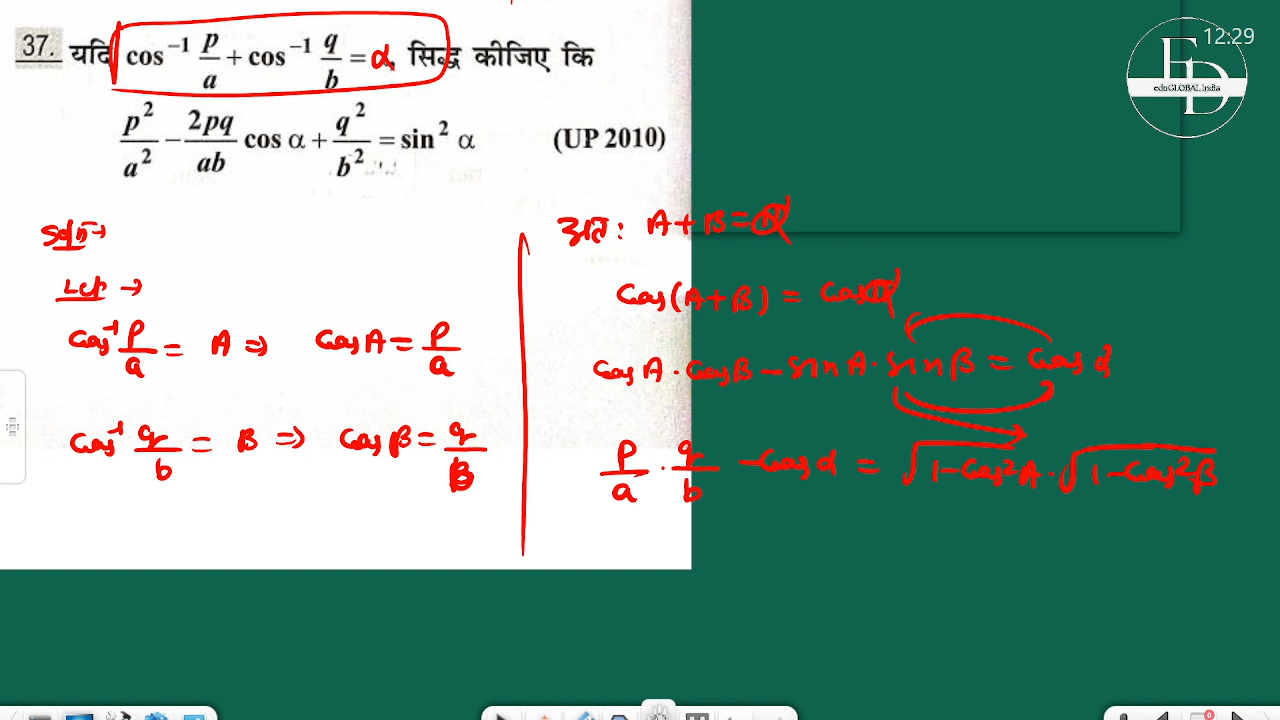 12:29
eduGLOBAL.India
37. यदि cos⁻¹ p/a + cos⁻¹ q/b = α, सिद्ध कीजिए कि
p²/a² − 2pq/ab cos α + q²/b² = sin² α (UP 2010)
Solⁿ→
Let →
Cos⁻¹ p/a = A ⇒ Cos A = p/a
Cos⁻¹ q/b = B ⇒ Cos B = q/b
अतः A + B = α
Cos(A+B) = Cos α
Cos A · Cos B − sin A · sin B = Cos α
p/a · q/b − Cos α = √1−Cos²A · √1−Cos²B